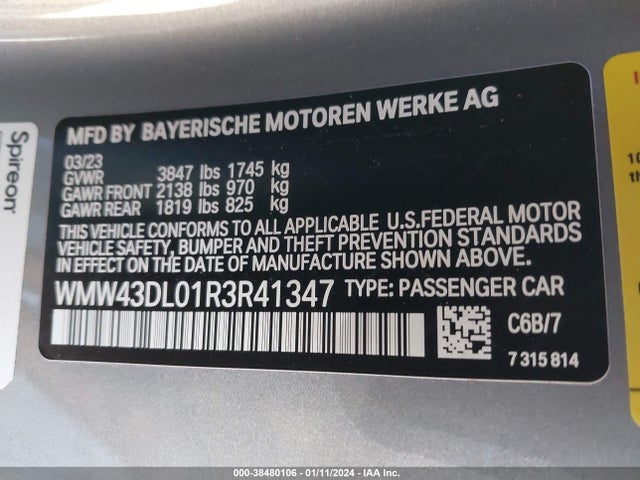 MFD BY BAYERISCHE MOTOREN WERKE AG
03/23
GVWR 3847 lbs 1745 kg
GAWR FRONT 2138 lbs 970 kg
GAWR REAR 1819 lbs 825 kg
THIS VEHICLE CONFORMS TO ALL APPLICABLE U.S.FEDERAL MOTOR
VEHICLE SAFETY, BUMPER AND THEFT PREVENTION STANDARDS
IN EFFECT ON THE DATE OF MANUFACTURE SHOWN ABOVE.
WMW43DL01R3R41347 TYPE: PASSENGER CAR
C6B/7
7315814
Spireon
10
th
000-38480106 - 01/11/2024 - IAA Inc.